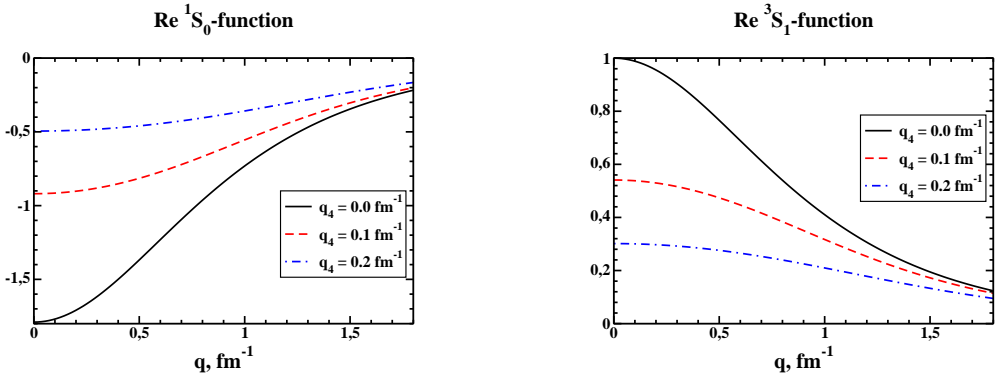 Re ¹S₀-function
0
-0,5
-1
-1,5
0
0,5
1
1,5
q, fm⁻¹
q₄ = 0.0 fm⁻¹
q₄ = 0.1 fm⁻¹
q₄ = 0.2 fm⁻¹
Re ³S₁-function
1
0,8
0,6
0,4
0,2
0
0
0,5
1
1,5
q, fm⁻¹
q₄ = 0.0 fm⁻¹
q₄ = 0.1 fm⁻¹
q₄ = 0.2 fm⁻¹